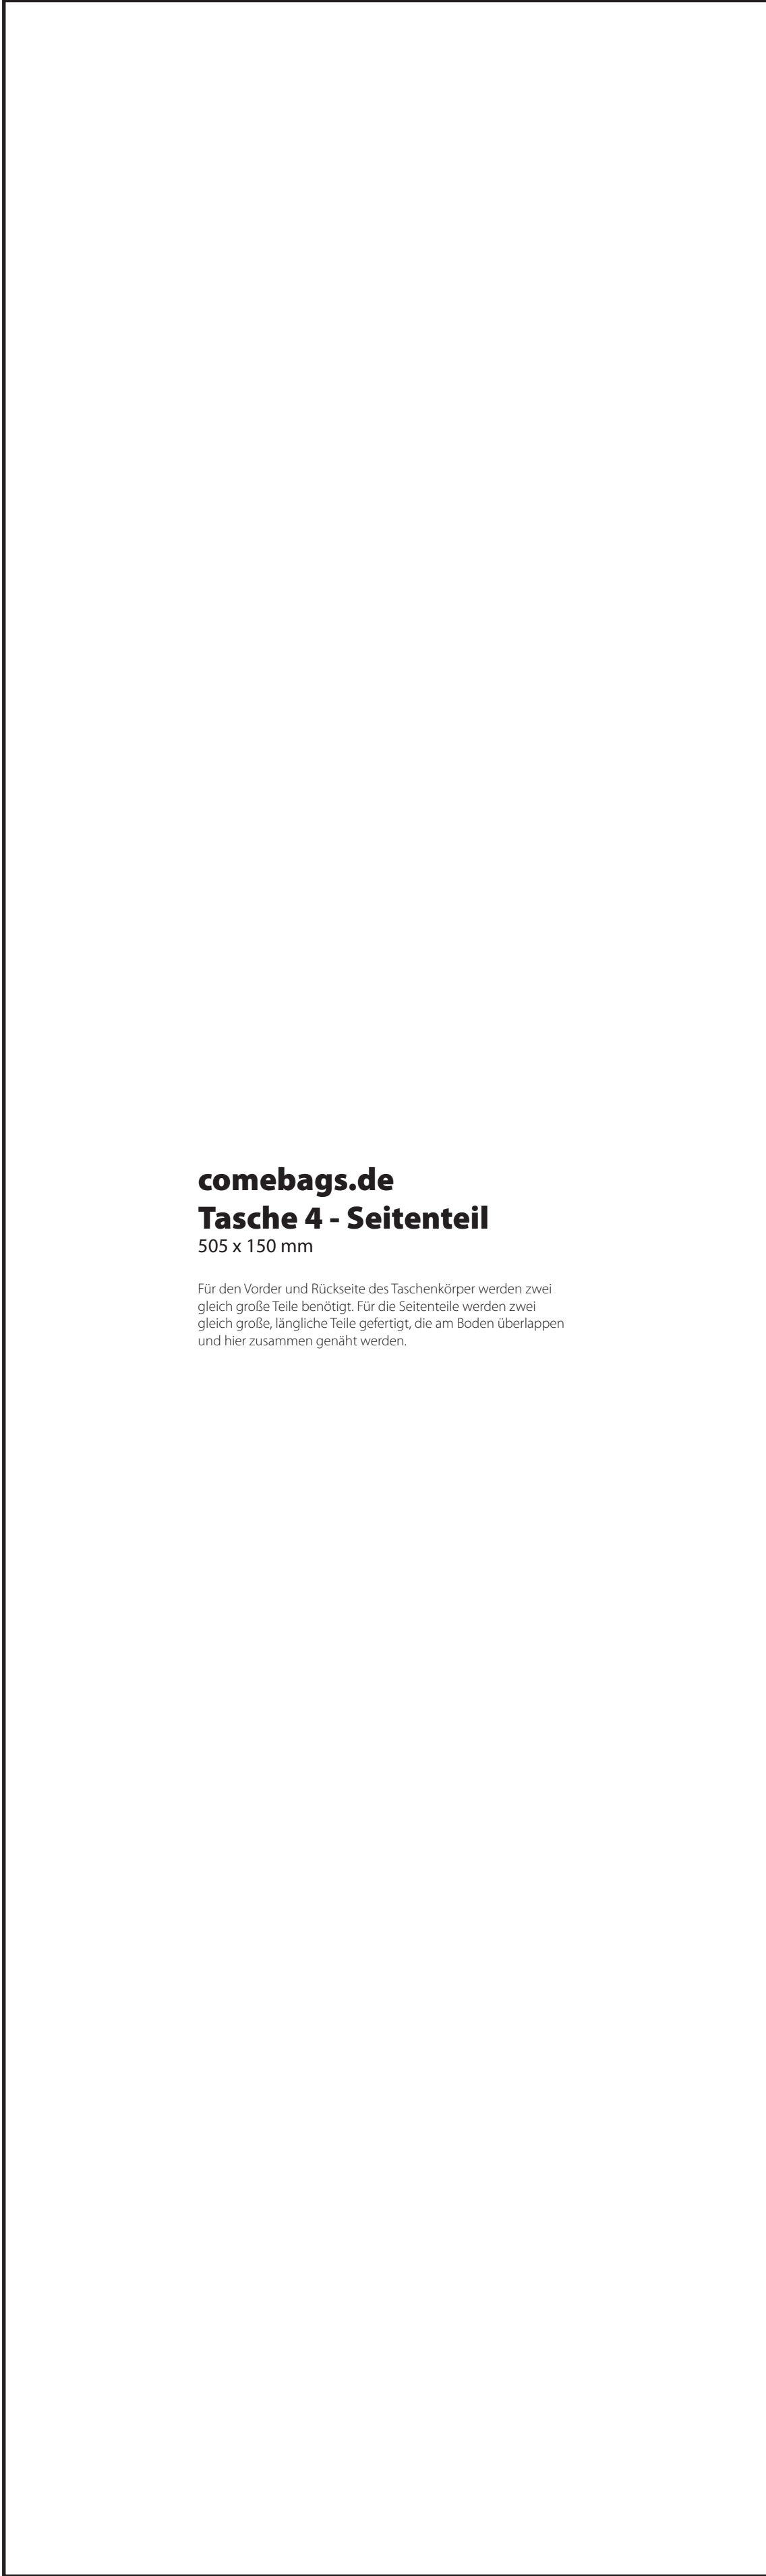 comebags.de
Tasche 4 - Seitenteil
505 x 150 mm
Für den Vorder und Rückseite des Taschenkörper werden zwei
gleich große Teile benötigt. Für die Seitenteile werden zwei
gleich große, längliche Teile gefertigt, die am Boden überlappen
und hier zusammen genäht werden.